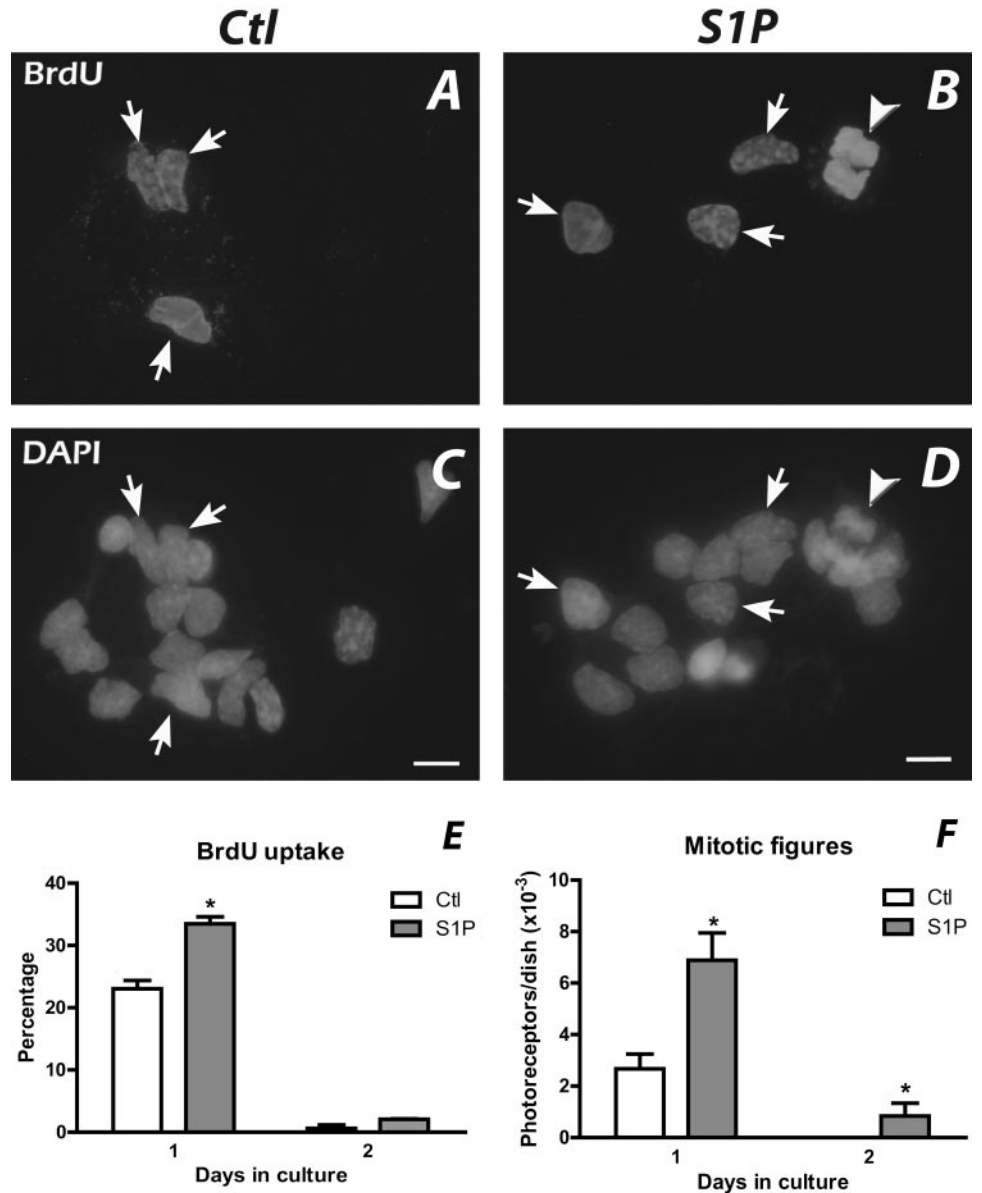 Ctl
S1P
BrdU
A
B
DAPI
C
D
E
BrdU uptake
40
30
20
10
0
Percentage
*
Ctl
S1P
1
2
Days in culture
F
Mitotic figures
10
8
6
4
2
0
Photoreceptors/dish (x10⁻³)
*
*
Ctl
S1P
1
2
Days in culture